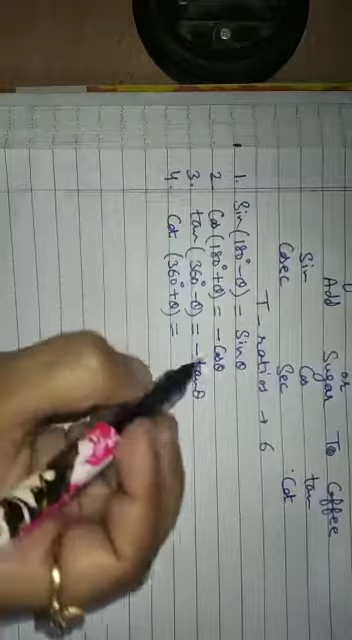 or
Add Sugar To Coffee
Sin Cos tan
Cosec Sec Cot
T-ratios → 6
1. Sin(180°-θ) = Sinθ
2. Cos(180°+θ) = -Cosθ
3. tan(360°-θ) = -tanθ
4. Cot(360°+θ) =